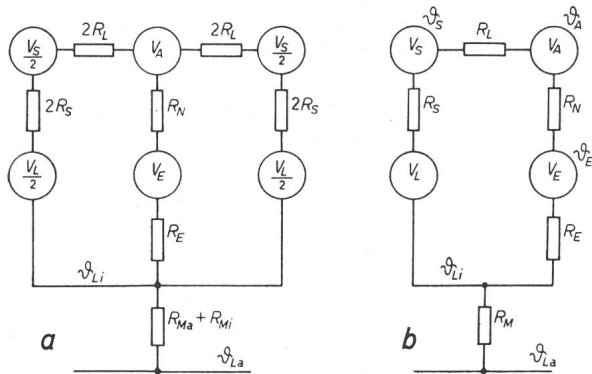 2R_L 2R_L
V_S/2 V_A V_S/2
2R_S R_N 2R_S
V_L/2 V_E V_L/2
R_E
ϑ_Li
R_Ma + R_Mi
a ϑ_La
ϑ_S ϑ_A
R_L
V_S V_A
R_S R_N
ϑ_E
V_L V_E
R_E
ϑ_Li
R_M
b ϑ_La